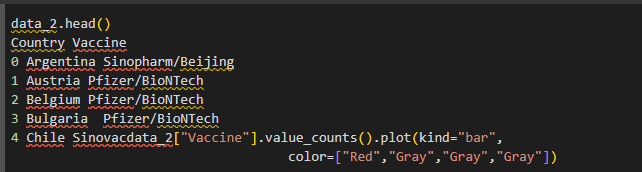 data_2.head()
Country Vaccine
0 Argentina Sinopharm/Beijing
1 Austria Pfizer/BioNTech
2 Belgium Pfizer/BioNTech
3 Bulgaria  Pfizer/BioNTech
4 Chile Sinovacdata_2["Vaccine"].value_counts().plot(kind="bar",
                                   color=["Red","Gray","Gray","Gray"])